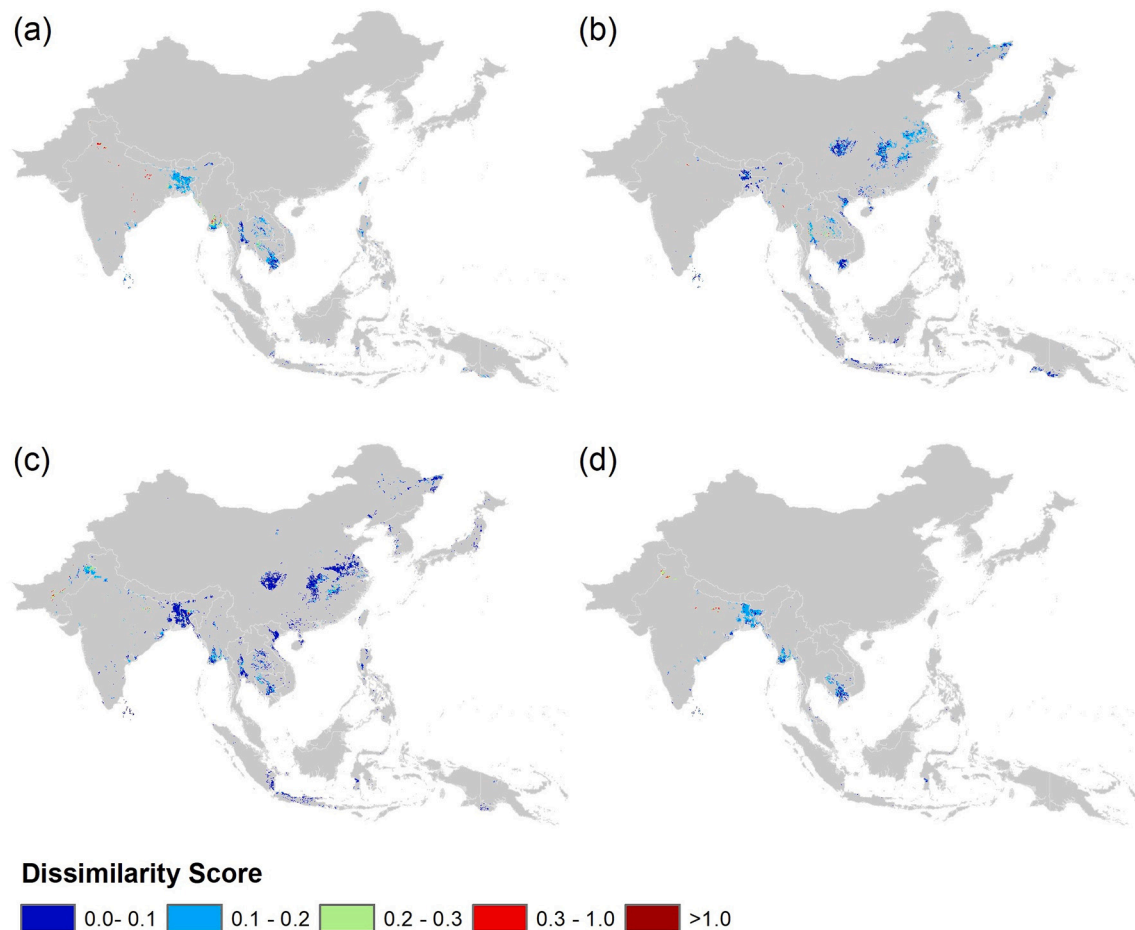 (a)
(b)
(c)
(d)
Dissimilarity Score
0.0- 0.1
0.1 - 0.2
0.2 - 0.3
0.3 - 1.0
>1.0